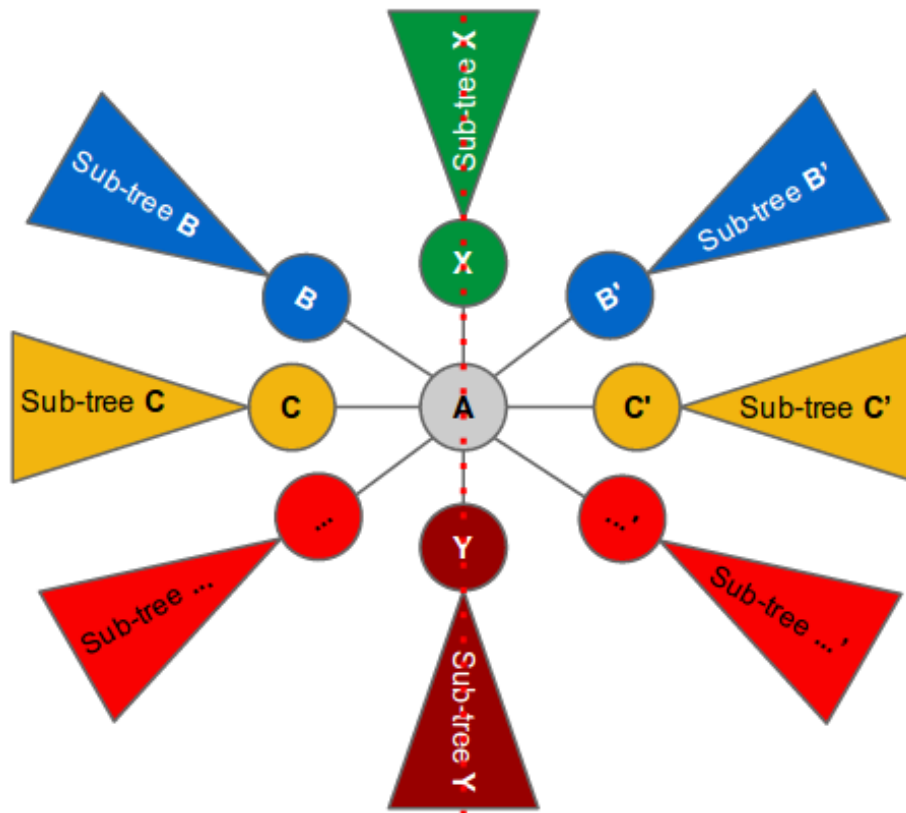 Sub-tree X
Sub-tree B
Sub-tree B’
X
B
B'
Sub-tree C
C
A
C'
Sub-tree C’
...
...’
Y
Sub-tree ...
Sub-tree ...’
Sub-tree Y